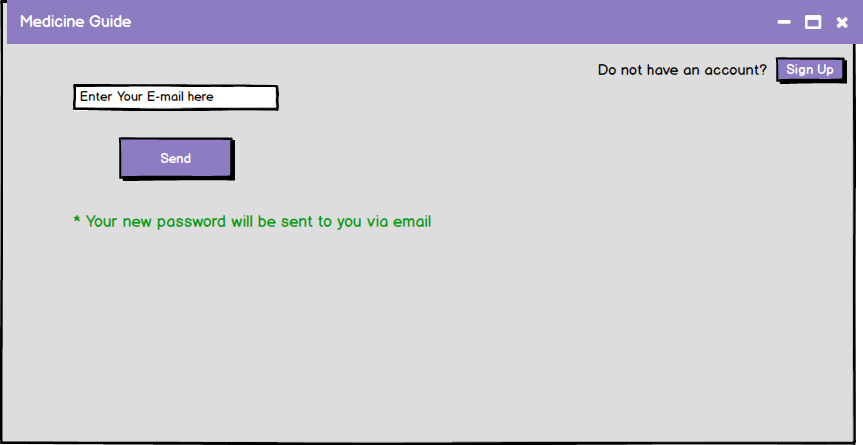 Medicine Guide
Do not have an account? Sign Up
Enter Your E-mail here
Send
* Your new password will be sent to you via email